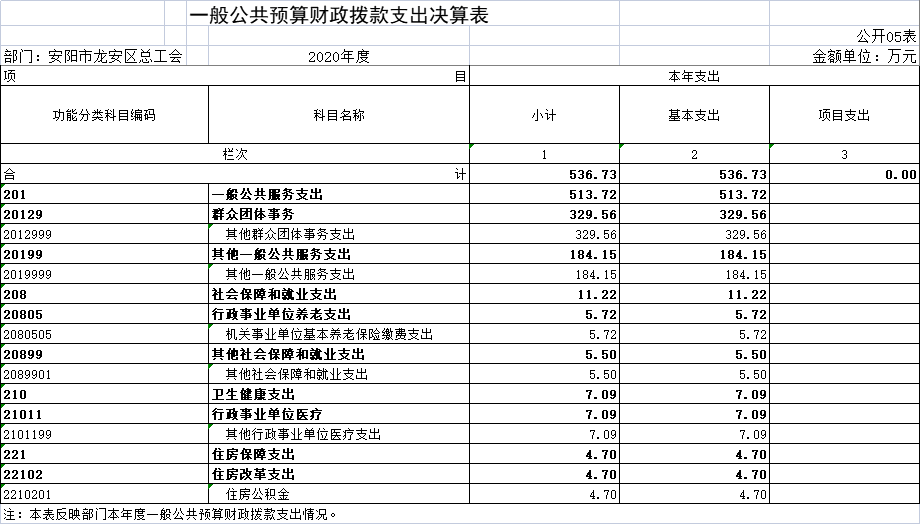 一般公共预算财政拨款支出决算表
公开05表
部门：安阳市龙安区总工会 2020年度 金额单位：万元
项 目 本年支出
功能分类科目编码 科目名称 小计 基本支出 项目支出
栏次 1 2 3
合 计 536.73 536.73 0.00
201 一般公共服务支出 513.72 513.72
20129 群众团体事务 329.56 329.56
2012999 其他群众团体事务支出 329.56 329.56
20199 其他一般公共服务支出 184.15 184.15
2019999 其他一般公共服务支出 184.15 184.15
208 社会保障和就业支出 11.22 11.22
20805 行政事业单位养老支出 5.72 5.72
2080505 机关事业单位基本养老保险缴费支出 5.72 5.72
20899 其他社会保障和就业支出 5.50 5.50
2089901 其他社会保障和就业支出 5.50 5.50
210 卫生健康支出 7.09 7.09
21011 行政事业单位医疗 7.09 7.09
2101199 其他行政事业单位医疗支出 7.09 7.09
221 住房保障支出 4.70 4.70
22102 住房改革支出 4.70 4.70
2210201 住房公积金 4.70 4.70
注：本表反映部门本年度一般公共预算财政拨款支出情况。